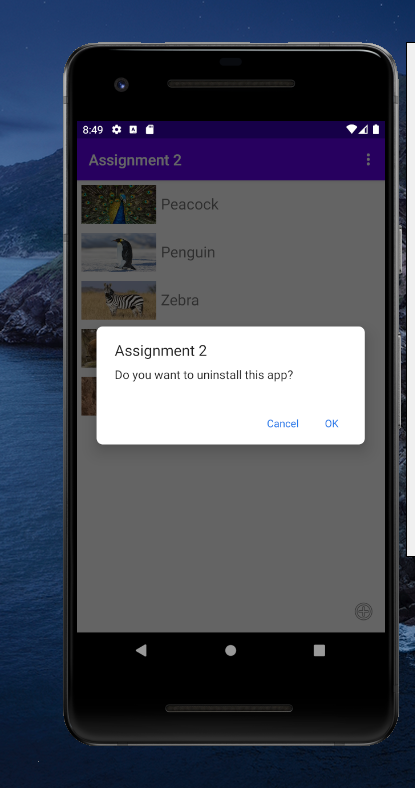 8:49
Assignment 2
Peacock
Penguin
Zebra
Assignment 2
Do you want to uninstall this app?
Cancel OK